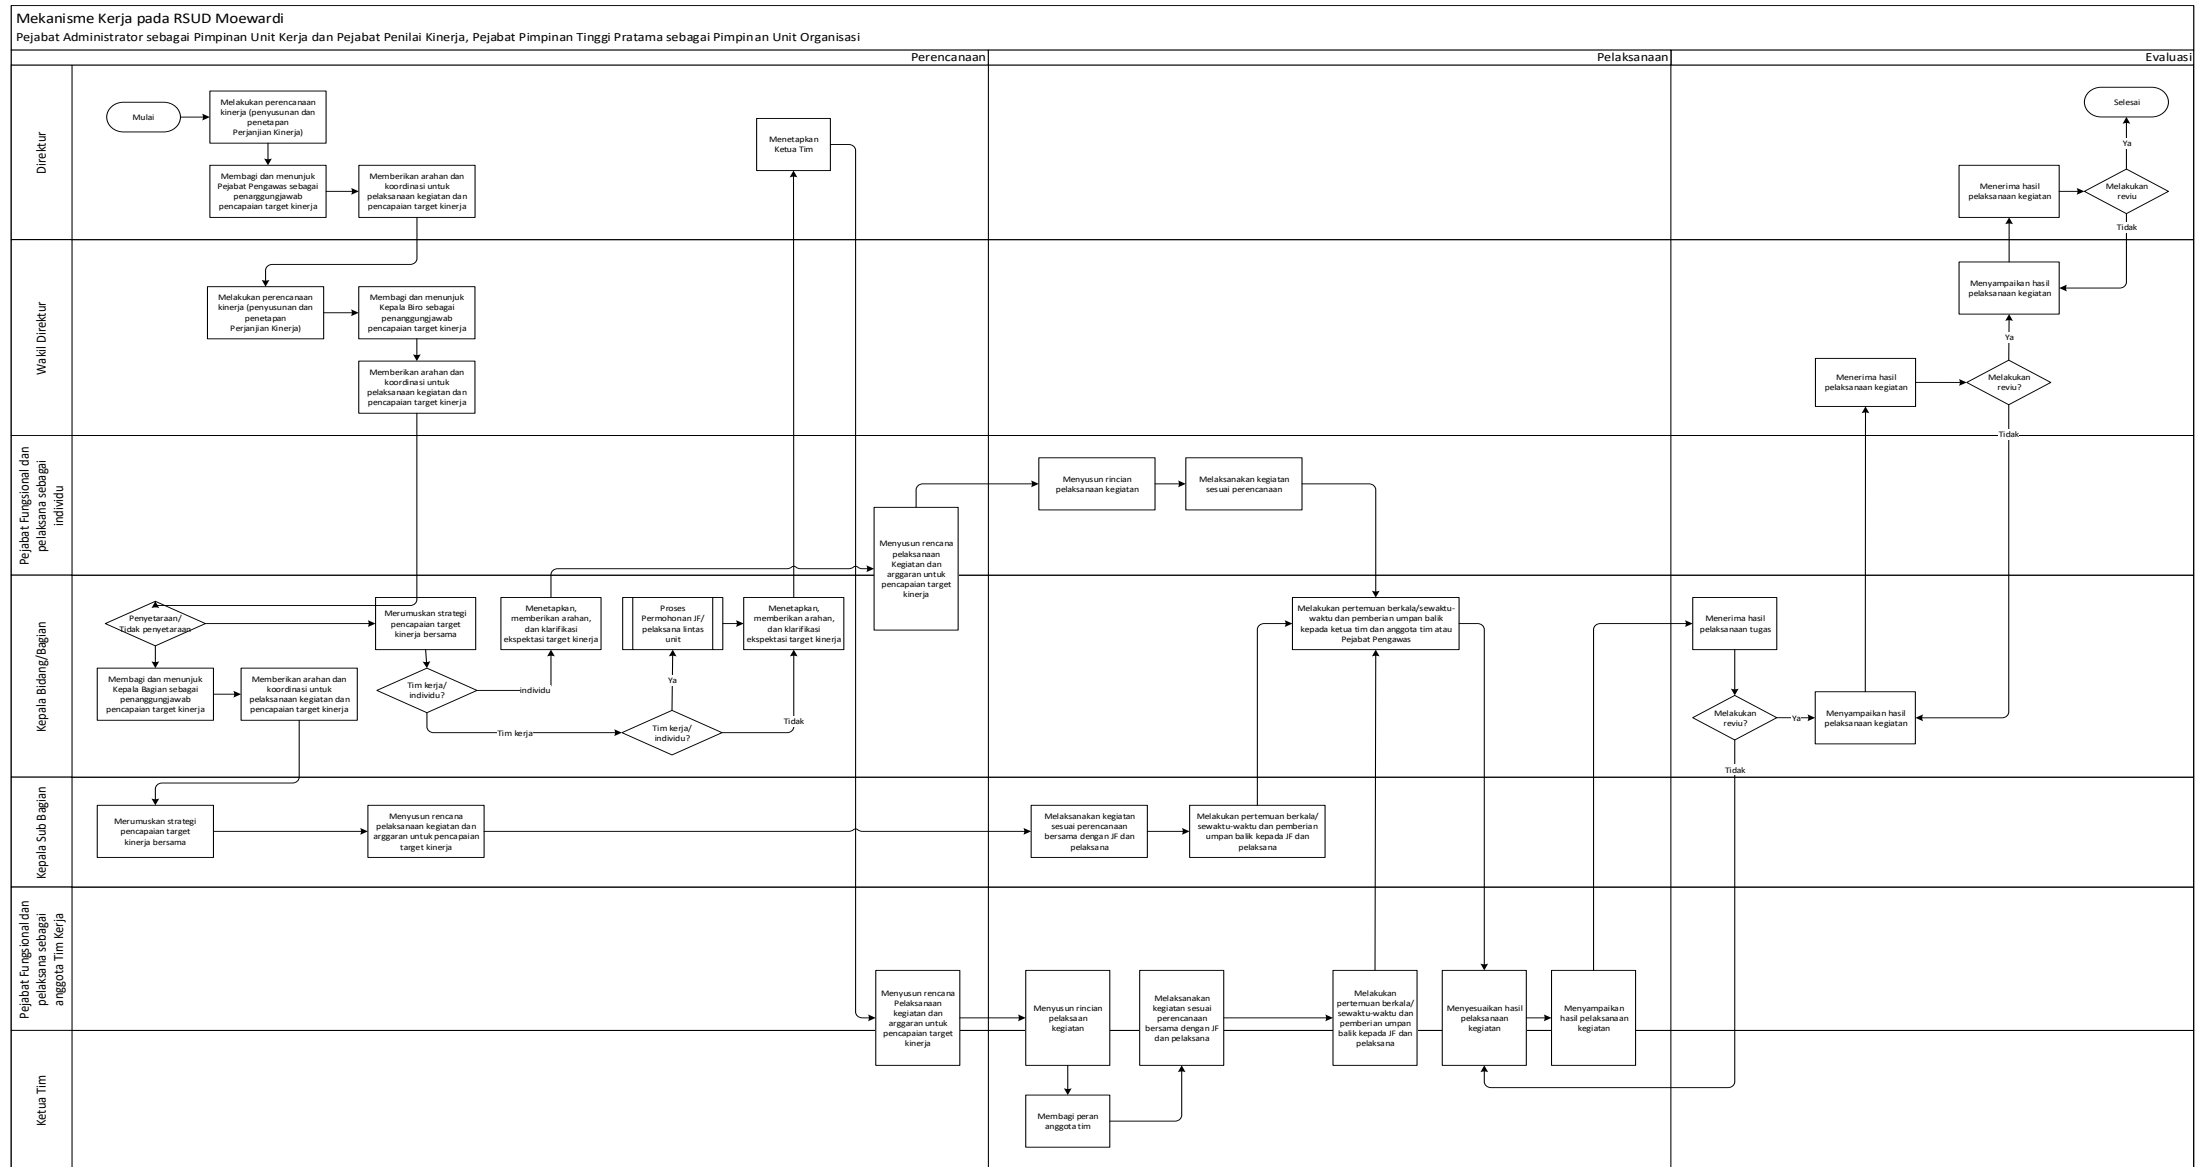 Mekanisme Kerja pada RSUD Moewardi
Pejabat Administrator sebagai Pimpinan Unit Kerja dan Pejabat Penilai Kinerja, Pejabat Pimpinan Tinggi Pratama sebagai Pimpinan Unit Organisasi
Perencanaan
Pelaksanaan
Evaluasi
Direktur
Mulai
Melakukan perencanaan
kinerja (penyusunan dan
penetapan
Perjanjian Kinerja)
Membagi dan menunjuk
Pejabat Pengawas sebagai
penarggungjawab
pencapaian target kinerja
Memberikan arahan dan
koordinasi untuk
pelaksanaan kegiatan dan
pencapaian target kinerja
Menetapkan
Ketua Tim
Menerima hasil
pelaksanaan kegiatan
Melakukan
reviu
Ya
Selesai
Tidak
Wakil Direktur
Melakukan perencanaan
kinerja (penyusunan dan
penetapan
Perjanjian Kinerja)
Membagi dan menunjuk
Kepala Biro sebagai
penanggungjawab
pencapaian target kinerja
Memberikan arahan dan
koordinasi untuk
pelaksanaan kegiatan dan
pencapaian target kinerja
Menyampaikan hasil
pelaksanaan kegiatan
Ya
Menerima hasil
pelaksanaan kegiatan
Melakukan
reviu?
Tidak
Pejabat Fungsional dan
pelaksana sebagai
individu
Menyusun rencana
pelaksanaan
Kegiatan dan
arggaran untuk
pencapaian target
kinerja
Menyusun rincian
pelaksanaan kegiatan
Melaksanakan kegiatan
sesuai perencanaan
Kepala Bidang/Bagian
Penyetaraan/
Tidak penyetaraan
Merumuskan strategi
pencapaian target
kinerja bersama
Menetapkan,
memberikan arahan,
dan klarifikasi
ekspektasi target kinerja
Proses
Permohonan JF/
pelaksana lintas
unit
Menetapkan,
memberikan arahan,
dan klarifikasi
ekspektasi target kinerja
Membagi dan menunjuk
Kepala Bagian sebagai
penanggungjawab
pencapaian target kinerja
Memberikan arahan dan
koordinasi untuk
pelaksanaan kegiatan dan
pencapaian target kinerja
Tim kerja/
individu?
individu
Tim kerja
Ya
Tim kerja/
individu?
Tidak
Melakukan pertemuan berkala/sewaktu-
waktu dan pemberian umpan balik
kepada ketua tim dan anggota tim atau
Pejabat Pengawas
Menerima hasil
pelaksanaan tugas
Melakukan
reviu?
Ya
Menyampaikan hasil
pelaksanaan kegiatan
Tidak
Kepala Sub Bagian
Merumuskan strategi
pencapaian target
kinerja bersama
Menyusun rencana
pelaksanaan kegiatan dan
arggaran untuk pencapaian
target kinerja
Melaksanakan kegiatan
sesuai perencanaan
bersama dengan JF dan
pelaksana
Melakukan pertemuan berkala/
sewaktu-waktu dan pemberian
umpan balik kepada JF dan
pelaksana
Pejabat Fungsional dan
pelaksana sebagai
anggota Tim Kerja
Menyusun rencana
Pelaksanaan
kegiatan dan
arggaran untuk
pencapaian target
kinerja
Menyusun rincian
pelaksaan
kegiatan
Melaksanakan
kegiatan sesuai
perencanaan
bersama dengan JF
dan pelaksana
Melakukan
pertemuan berkala/
sewaktu-waktu dan
pemberian umpan
balik kepada JF dan
pelaksana
Menyesuaikan hasil
pelaksanaan
kegiatan
Menyampaikan
hasil pelaksanaan
kegiatan
Ketua Tim
Membagi peran
anggota tim